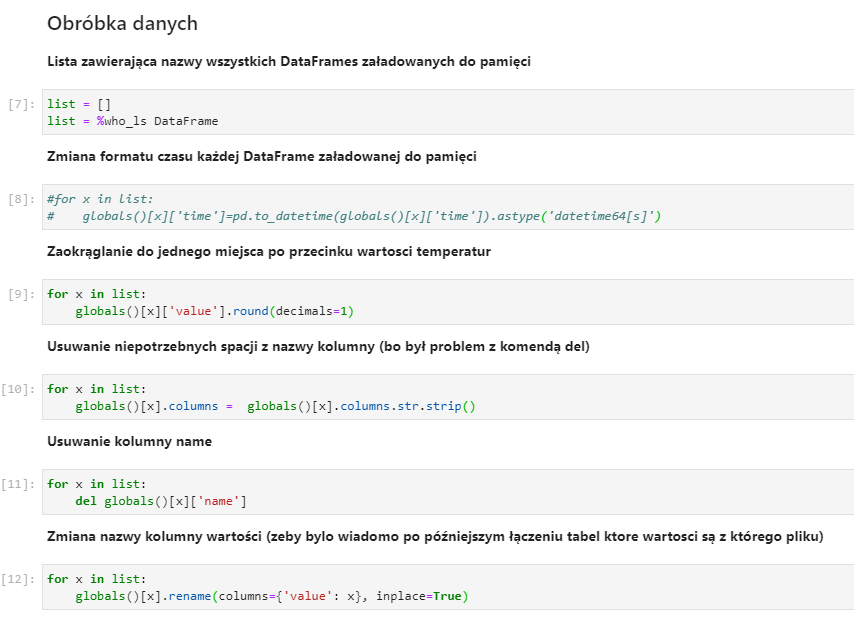 Obróbka danych
Lista zawierająca nazwy wszystkich DataFrames załadowanych do pamięci
[7]: list = []
list = %who_ls DataFrame
Zmiana formatu czasu każdej DataFrame załadowanej do pamięci
[8]: #for x in list:
#    globals()[x]['time']=pd.to_datetime(globals()[x]['time']).astype('datetime64[s]')
Zaokrąglanie do jednego miejsca po przecinku wartosci temperatur
[9]: for x in list:
    globals()[x]['value'].round(decimals=1)
Usuwanie niepotrzebnych spacji z nazwy kolumny (bo był problem z komendą del)
[10]: for x in list:
    globals()[x].columns =  globals()[x].columns.str.strip()
Usuwanie kolumny name
[11]: for x in list:
    del globals()[x]['name']
Zmiana nazwy kolumny wartości (zeby bylo wiadomo po późniejszym łączeniu tabel ktore wartosci są z którego pliku)
[12]: for x in list:
    globals()[x].rename(columns={'value': x}, inplace=True)